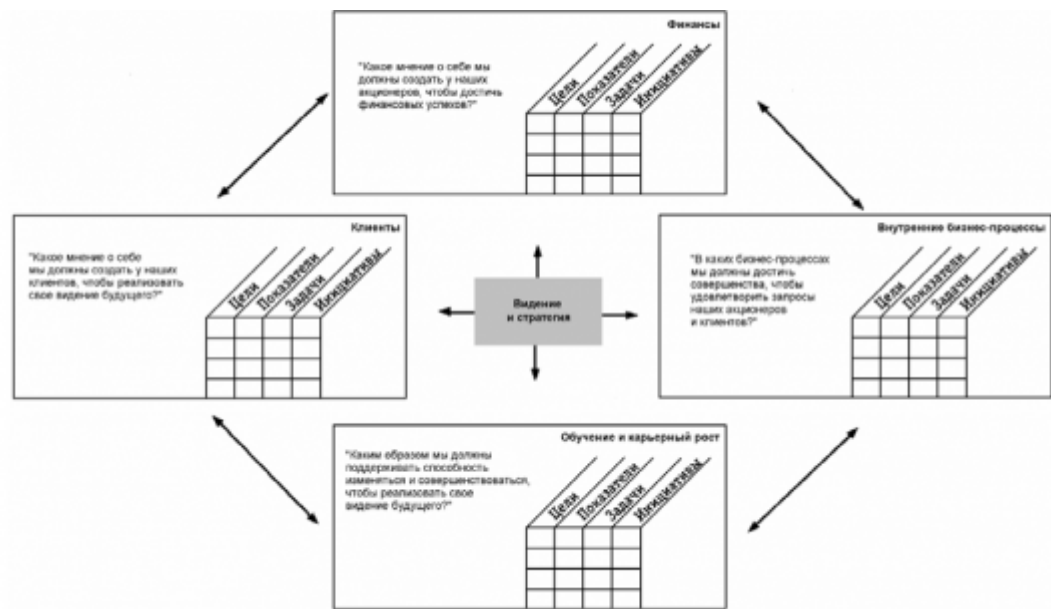 Финансы
"Какое мнение о себе мы
должны создать у наших
акционеров, чтобы достичь
финансовых успехов?"
Цели
Показатели
Задачи
Инициативы
Клиенты
"Какое мнение о себе
мы должны создать у наших
клиентов, чтобы реализовать
свое видение будущего?"
Цели
Показатели
Задачи
Инициативы
Видение
и стратегия
Внутренние бизнес-процессы
"В каких бизнес-процессах
мы должны достичь
совершенства, чтобы
удовлетворить запросы
наших акционеров
и клиентов?"
Цели
Показатели
Задачи
Инициативы
Обучение и карьерный рост
"Каким образом мы должны
поддерживать способность
изменяться и совершенствоваться,
чтобы реализовать свое
видение будущего?"
Цели
Показатели
Задачи
Инициативы